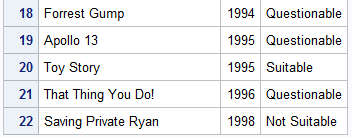 18 Forrest Gump 1994 Questionable
19 Apollo 13 1995 Questionable
20 Toy Story 1995 Suitable
21 That Thing You Do! 1996 Questionable
22 Saving Private Ryan 1998 Not Suitable